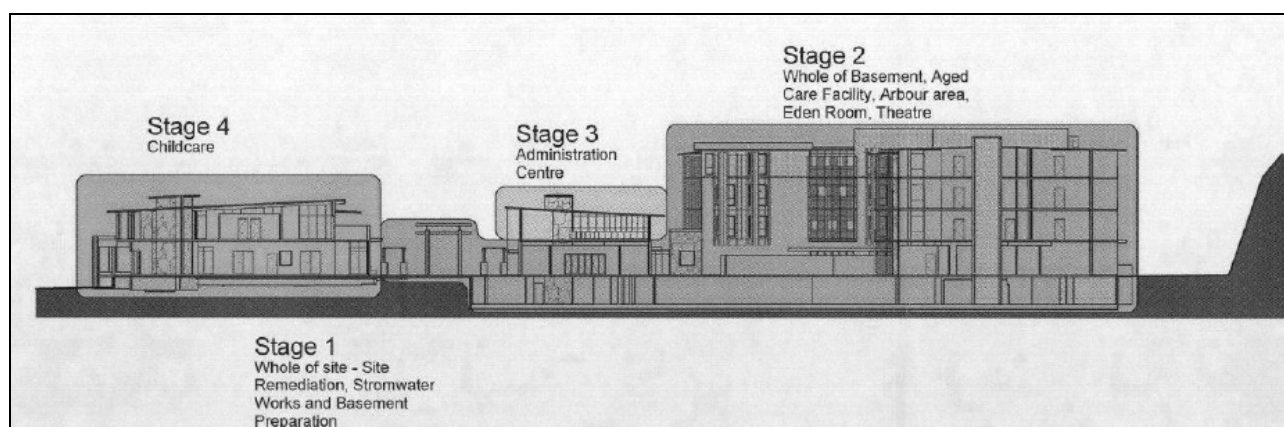 Stage 2
Whole of Basement, Aged
Care Facility, Arbour area,
Eden Room, Theatre
Stage 4
Childcare
Stage 3
Administration
Centre
Stage 1
Whole of site - Site
Remediation, Stromwater
Works and Basement
Preparation